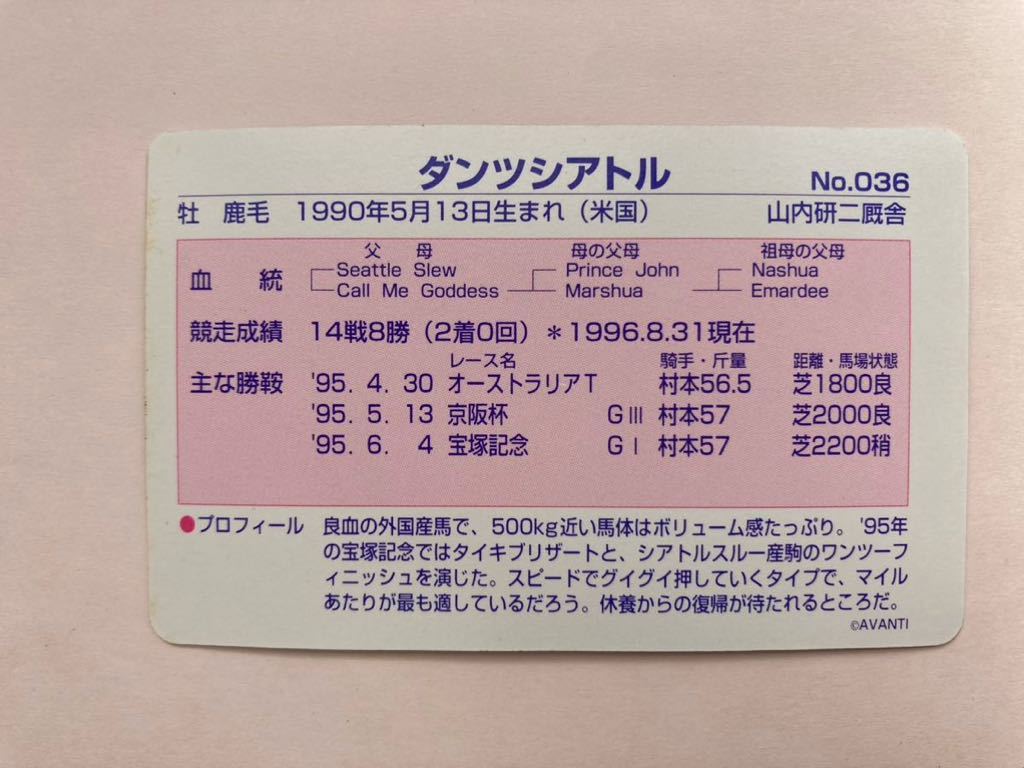 ダンツシアトル No.036
牡 鹿毛 1990年5月13日生まれ(米国) 山内研二厩舎
父 母 母の父母 祖母の父母
血統 Seattle Slew Prince John Nashua
Call Me Goddess Marshua Emardee
競走成績 14戦8勝(2着0回)*1996.8.31現在
レース名 騎手・斤量 距離・馬場状態
主な勝鞍 '95. 4. 30 オーストラリアT 村本56.5 芝1800良
'95. 5. 13 京阪杯 GⅢ 村本57 芝2000良
'95. 6. 4 宝塚記念 GⅠ 村本57 芝2200稍
●プロフィール 良血の外国産馬で、500kg近い馬体はボリューム感たっぷり。'95年
の宝塚記念ではタイキブリザートと、シアトルスルー産駒のワンツーフ
ィニッシュを演じた。スピードでグイグイ押していくタイプで、マイル
あたりが最も適しているだろう。休養からの復帰が待たれるところだ。
©AVANTI